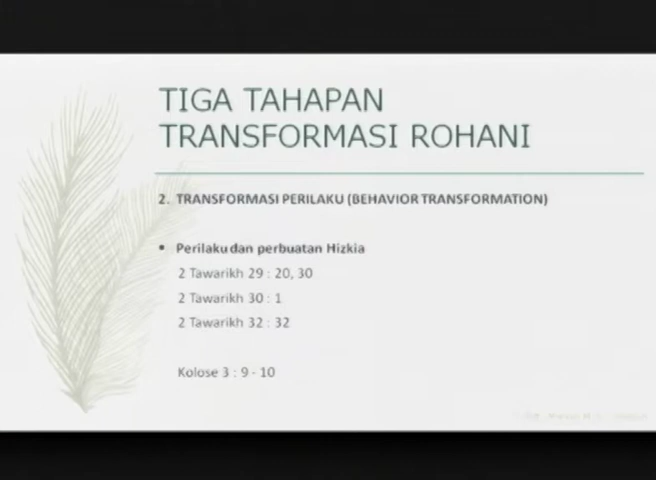 TIGA TAHAPAN
TRANSFORMASI ROHANI
2. TRANSFORMASI PERILAKU (BEHAVIOR TRANSFORMATION)
• Perilaku dan perbuatan Hizkia
2 Tawarikh 29 : 20, 30
2 Tawarikh 30 : 1
2 Tawarikh 32 : 32
Kolose 3 : 9 - 10